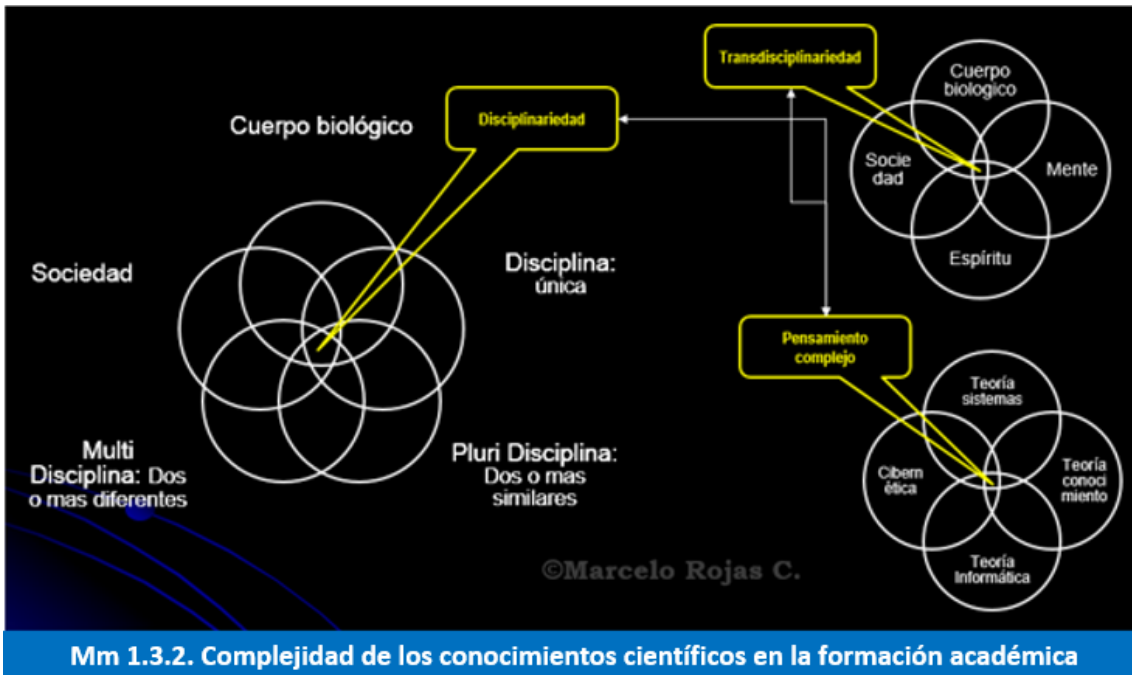 Cuerpo biológico
Disciplinariedad
Transdisciplinariedad
Cuerpo
biologico
Socie
dad
Mente
Espíritu
Sociedad
Disciplina:
única
Multi
Disciplina: Dos
o mas diferentes
Pluri Disciplina:
Dos o mas
similares
Pensamiento
complejo
Teoría
sistemas
Cibern
ética
Teoría
conoci
miento
Teoría
Informática
©Marcelo Rojas C.
Mm 1.3.2. Complejidad de los conocimientos científicos en la formación académica